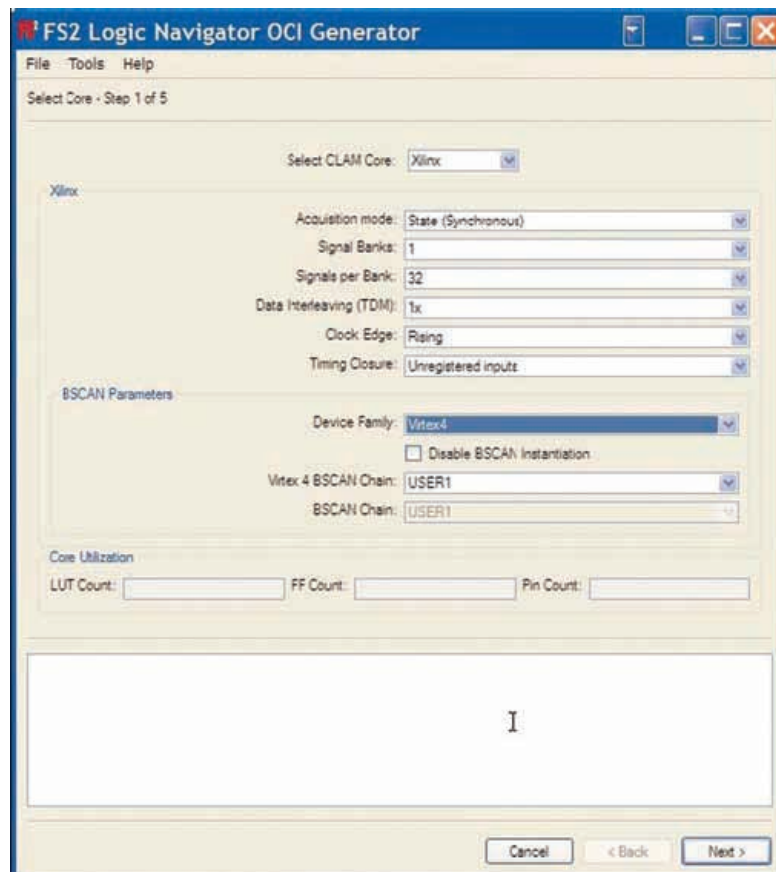 FS2 FS2 Logic Navigator OCI Generator
File Tools Help
Select Core - Step 1 of 5
Select CLAM Core: Xilinx
Xilinx
Acquistion mode: State (Synchronous)
Signal Banks: 1
Signals per Bank: 32
Data Interleaving (TDM): 1x
Clock Edge: Rising
Timing Closure: Unregistered inputs
BSCAN Parameters
Device Family: Virtex4
Disable BSCAN Instantiation
Virtex 4 BSCAN Chain: USER1
BSCAN Chain: USER1
Core Utilization
LUT Count: FF Count: Pin Count:
Cancel < Back Next >